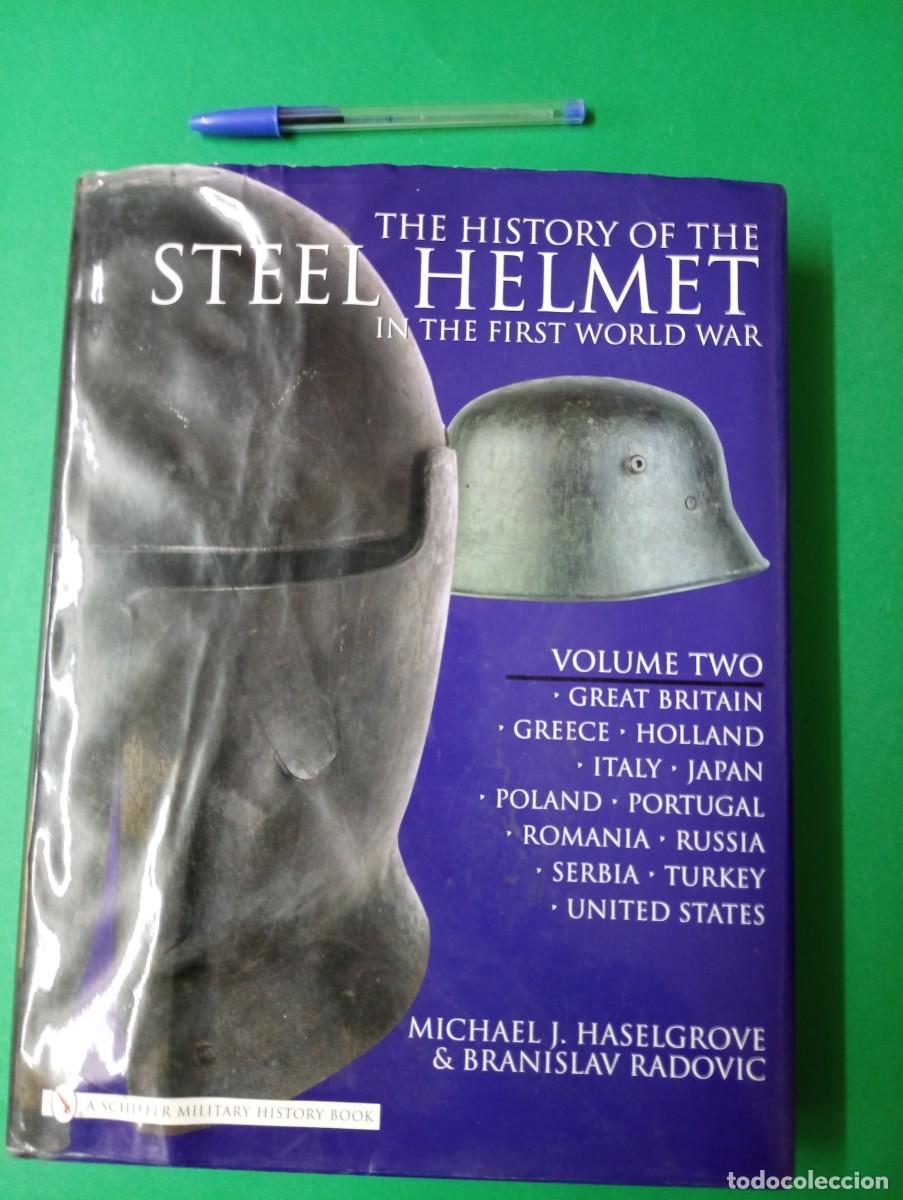 THE HISTORY OF THE
STEEL HELMET
IN THE FIRST WORLD WAR
VOLUME TWO
· GREAT BRITAIN
· GREECE · HOLLAND
· ITALY · JAPAN
· POLAND · PORTUGAL
· ROMANIA · RUSSIA
· SERBIA · TURKEY
· UNITED STATES
MICHAEL J. HASELGROVE
& BRANISLAV RADOVIC
A SCHIFFER MILITARY HISTORY BOOK
todocoleccion